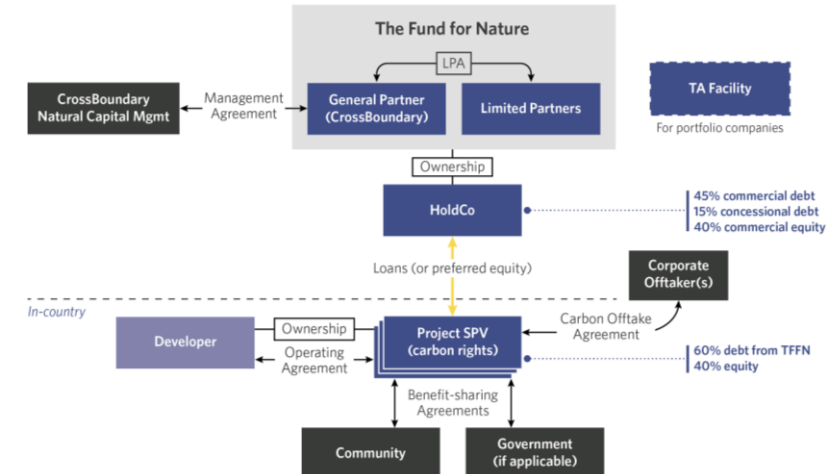 The Fund for Nature
LPA
CrossBoundary
Natural Capital Mgmt
Management
Agreement
General Partner
(CrossBoundary)
Limited Partners
TA Facility
For portfolio companies
Ownership
HoldCo
45% commercial debt
15% concessional debt
40% commercial equity
Loans (or preferred equity)
Corporate
Offtaker(s)
In-country
Developer
Ownership
Operating
Agreement
Project SPV
(carbon rights)
Carbon Offtake
Agreement
60% debt from TFFN
40% equity
Benefit-sharing
Agreements
Community
Government
(if applicable)